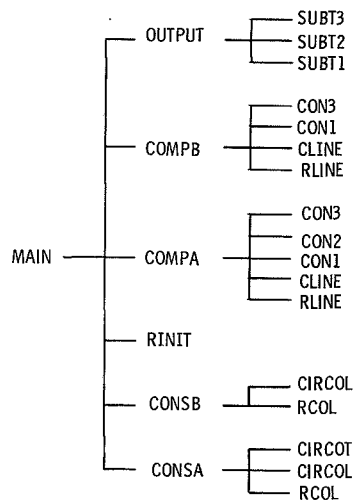 SUBT3
OUTPUT
SUBT2
SUBT1
CON3
CON1
COMPB
CLINE
RLINE
CON3
CON2
MAIN
COMPA
CON1
CLINE
RLINE
RINIT
CIRCOL
CONSB
RCOL
CIRCOT
CONSA
CIRCOL
RCOL